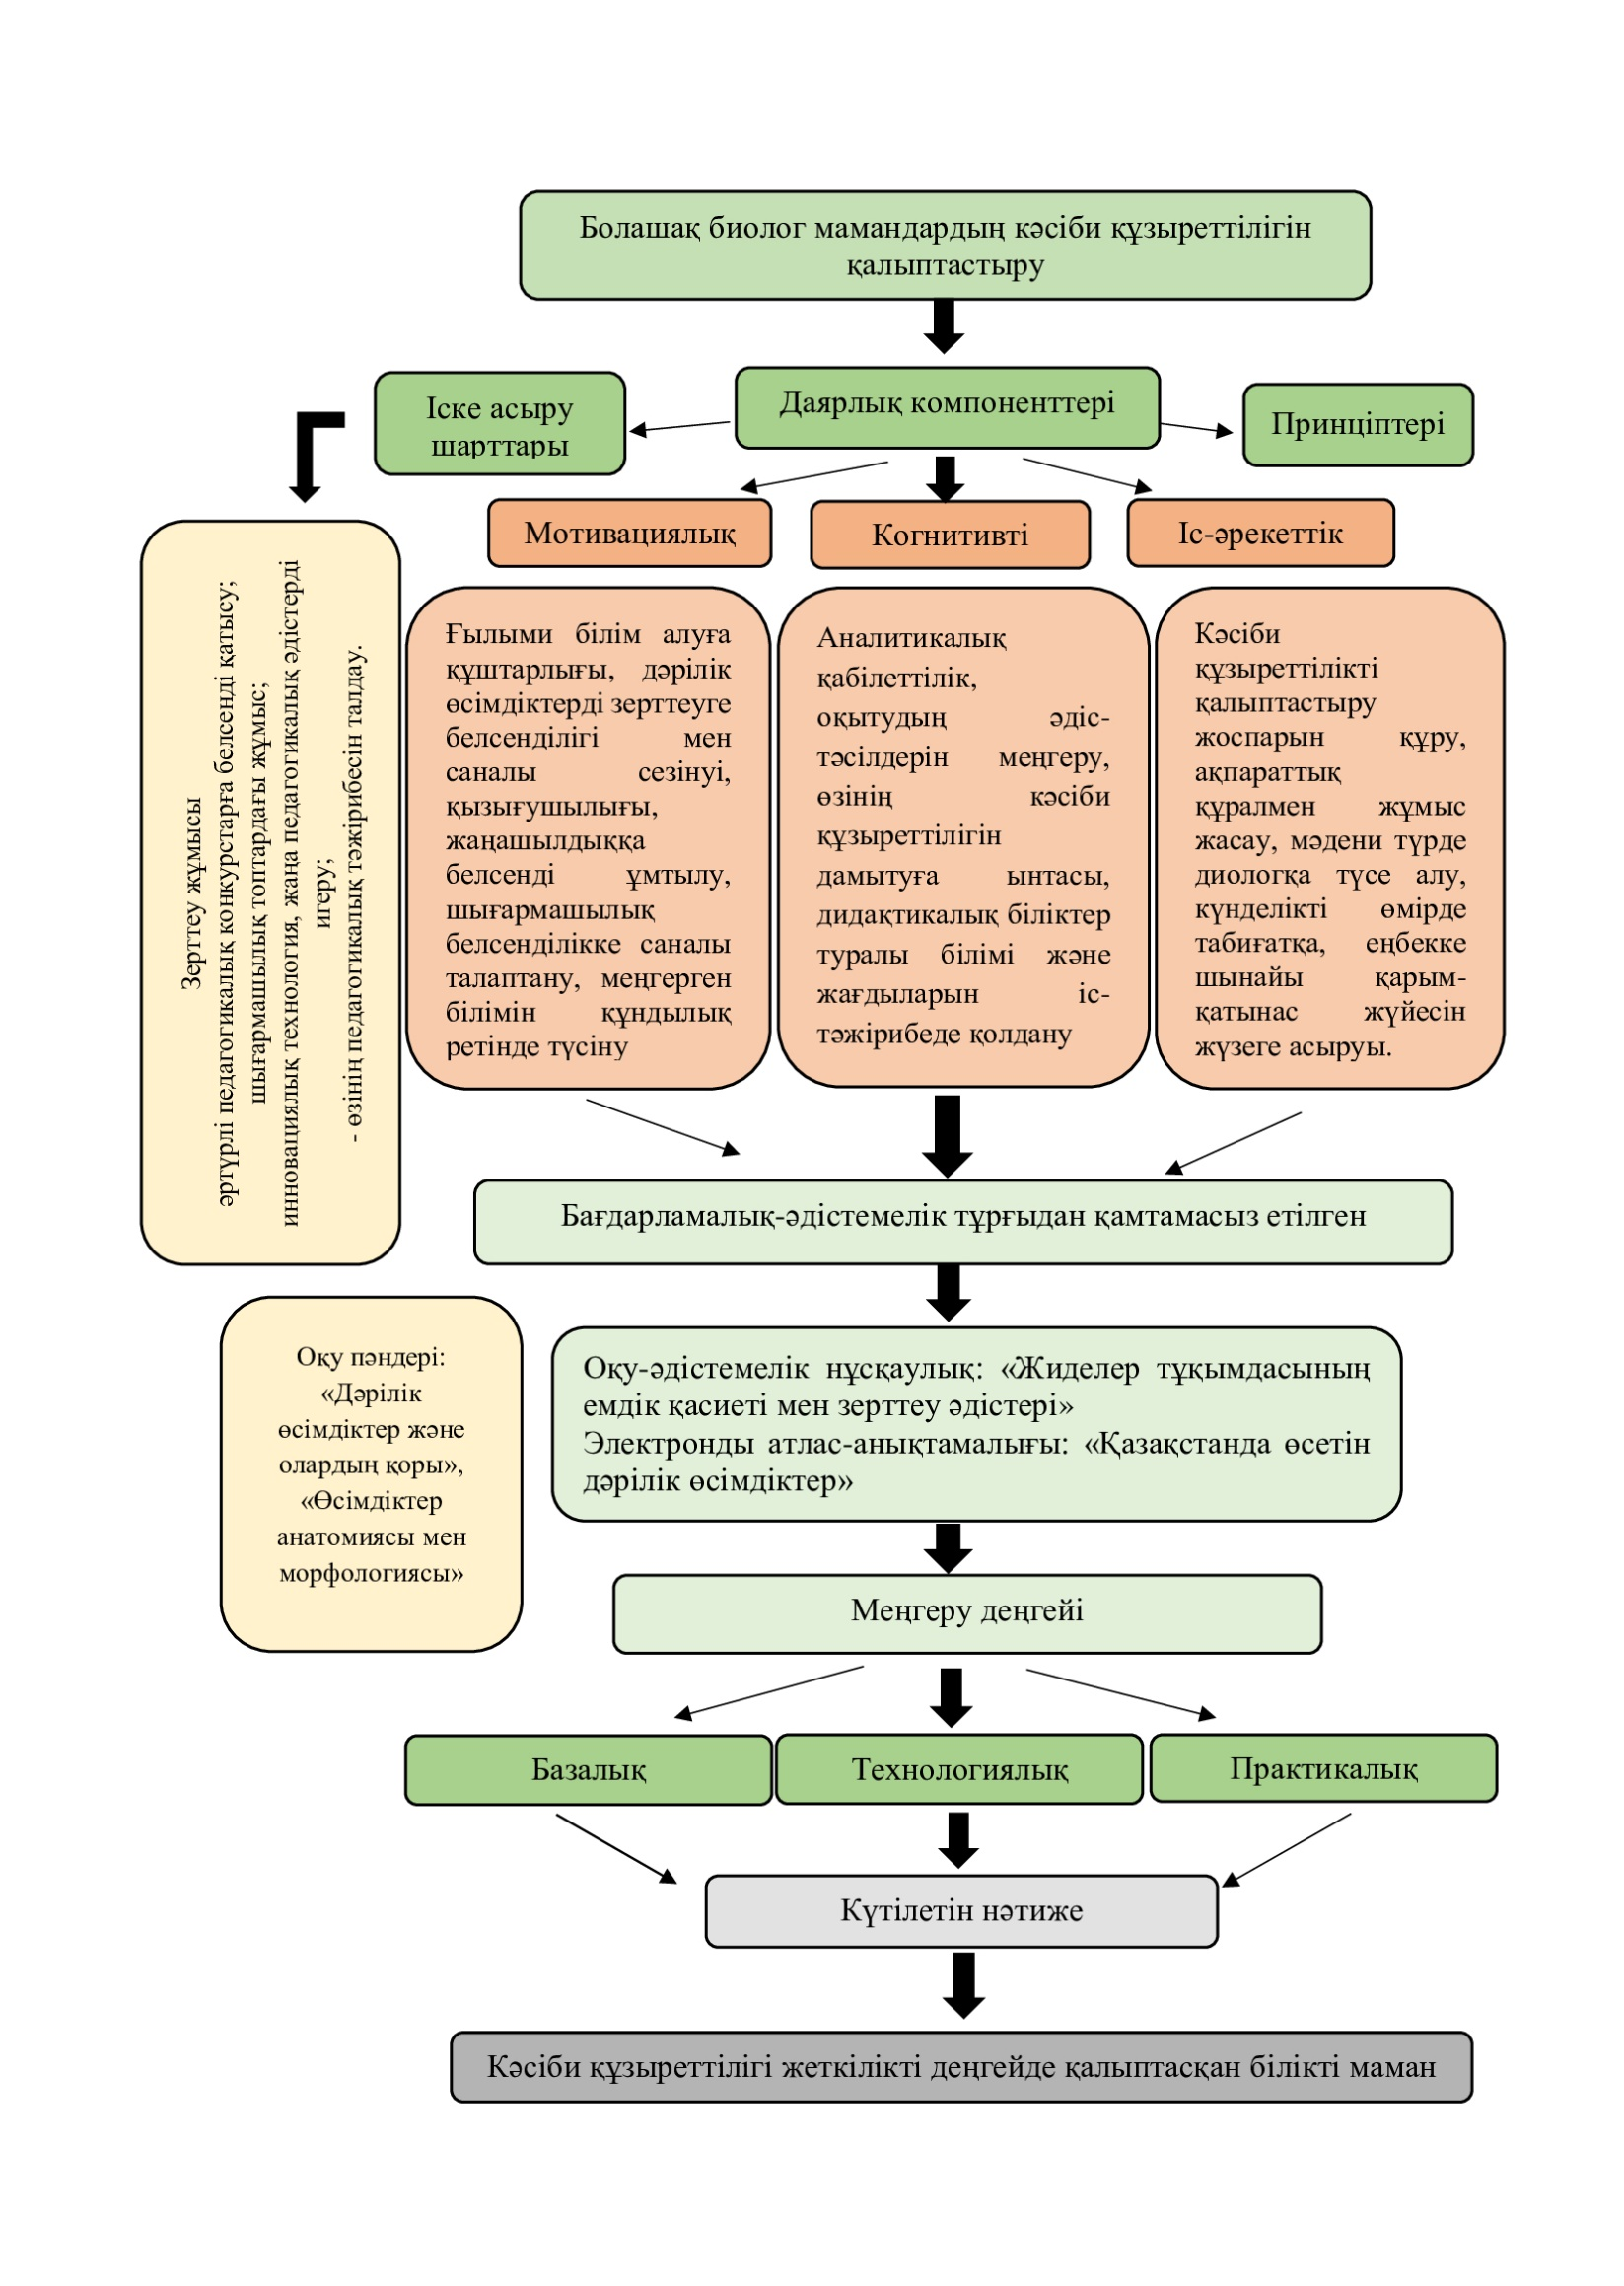 Болашақ биолог мамандардың кәсіби құзыреттілігін
қалыптастыру
Іске асыру
шарттары
Даярлық компоненттері
Принціптері
Мотивациялық
Когнитивті
Іс-әрекеттік
Зерттеу жұмысы
әртүрлі педагогикалық конкурстарға белсенді қатысу;
шығармашылық топтардағы жұмыс;
инновациялық технология, жаңа педагогикалық әдістерді
игеру;
- өзінің педагогикалық тәжірибесін талдау.
Ғылыми білім алуға
құштарлығы, дәрілік
өсімдіктерді зерттеуге
белсенділігі мен
саналы сезінуі,
қызығушылығы,
жаңашылдыққа
белсенді ұмтылу,
шығармашылық
белсенділікке саналы
талаптану, меңгерген
білімін құндылық
ретінде түсіну
Аналитикалық
қабілеттілік,
оқытудың әдіс-
тәсілдерін меңгеру,
өзінің кәсіби
құзыреттілігін
дамытуға ынтасы,
дидақтикалық біліктер
туралы білімі және
жағдыларын іс-
тәжірибеде қолдану
Кәсіби
құзыреттілікті
қалыптастыру
жоспарын құру,
ақпараттық
құралмен жұмыс
жасау, мәдени түрде
диологқа түсе алу,
күнделікті өмірде
табиғатқа, еңбекке
шынайы қарым-
қатынас жүйесін
жүзеге асыруы.
Бағдарламалық-әдістемелік тұрғыдан қамтамасыз етілген
Оқу пәндері:
«Дәрілік
өсімдіктер және
олардың қоры»,
«Өсімдіктер
анатомиясы мен
морфологиясы»
Оқу-әдістемелік нұсқаулық: «Жиделер тұқымдасының
емдік қасиеті мен зерттеу әдістері»
Электронды атлас-анықтамалығы: «Қазақстанда өсетін
дәрілік өсімдіктер»
Меңгеру деңгейі
Базалық
Технологиялық
Практикалық
Күтілетін нәтиже
Кәсіби құзыреттілігі жеткілікті деңгейде қалыптасқан білікті маман